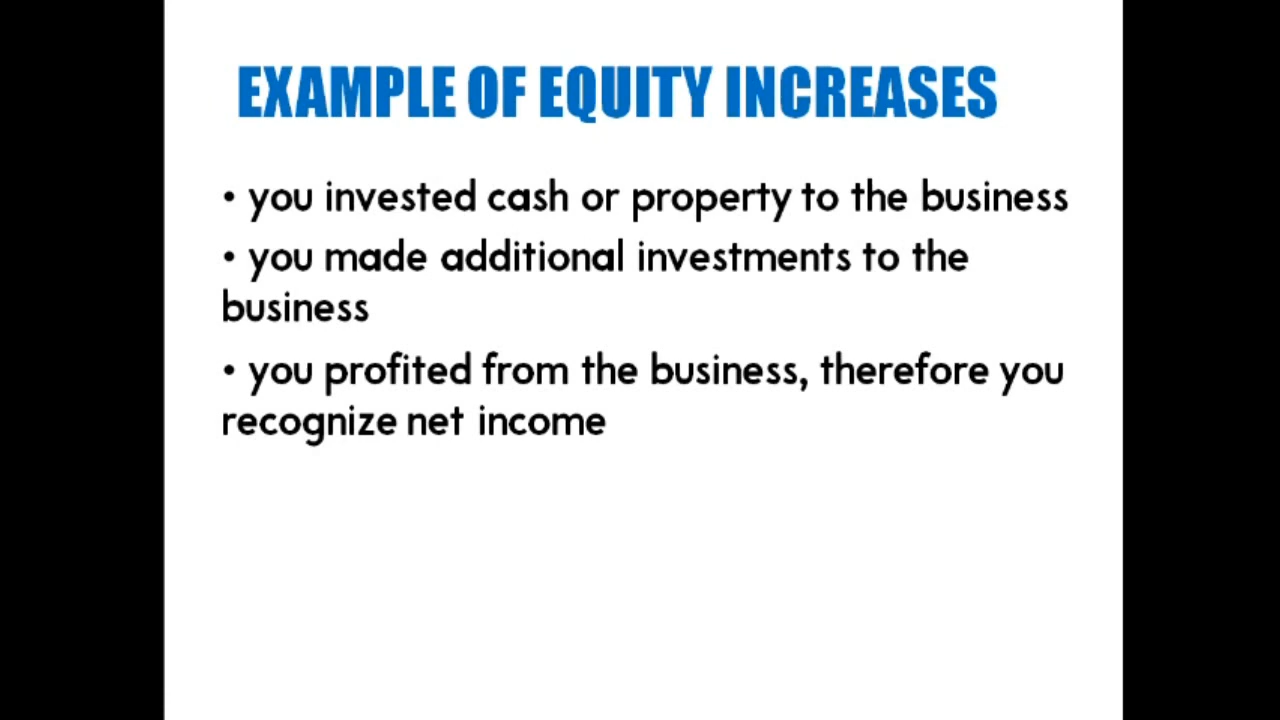 EXAMPLE OF EQUITY INCREASES
• you invested cash or property to the business
• you made additional investments to the
business
• you profited from the business, therefore you
recognize net income